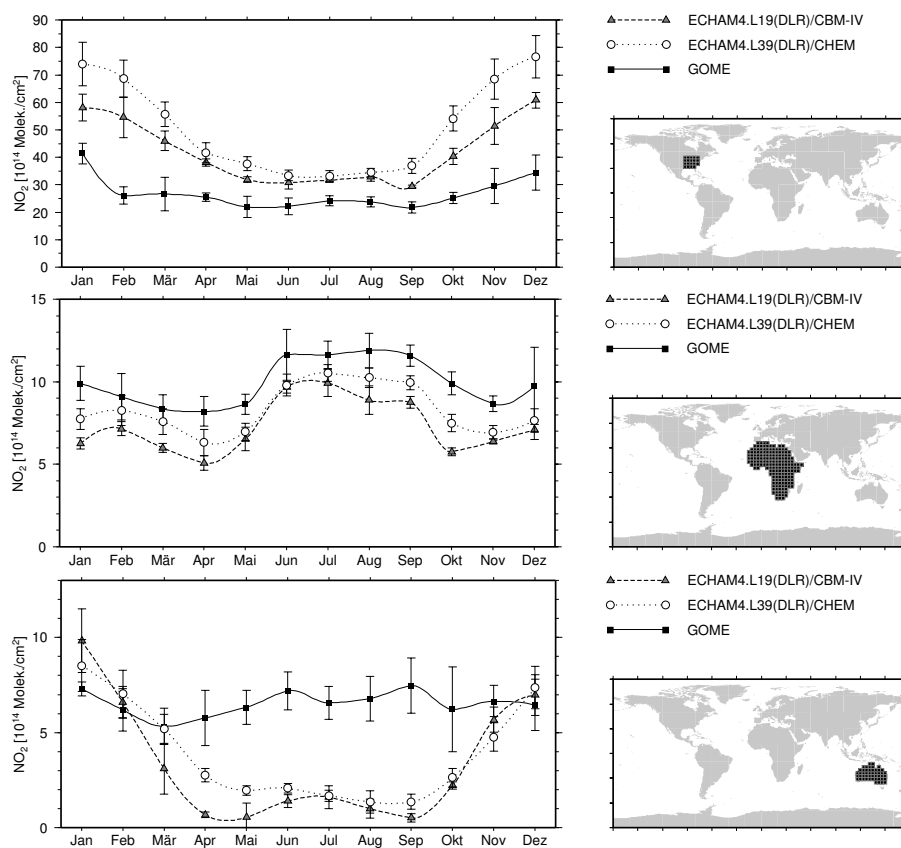 NO2 [10^14 Molek./cm^2]
90
80
70
60
50
40
30
20
10
0
Jan Feb Mär Apr Mai Jun Jul Aug Sep Okt Nov Dez
ECHAM4.L19(DLR)/CBM-IV
ECHAM4.L39(DLR)/CHEM
GOME
NO2 [10^14 Molek./cm^2]
15
10
5
0
Jan Feb Mär Apr Mai Jun Jul Aug Sep Okt Nov Dez
ECHAM4.L19(DLR)/CBM-IV
ECHAM4.L39(DLR)/CHEM
GOME
NO2 [10^14 Molek./cm^2]
10
5
0
Jan Feb Mär Apr Mai Jun Jul Aug Sep Okt Nov Dez
ECHAM4.L19(DLR)/CBM-IV
ECHAM4.L39(DLR)/CHEM
GOME